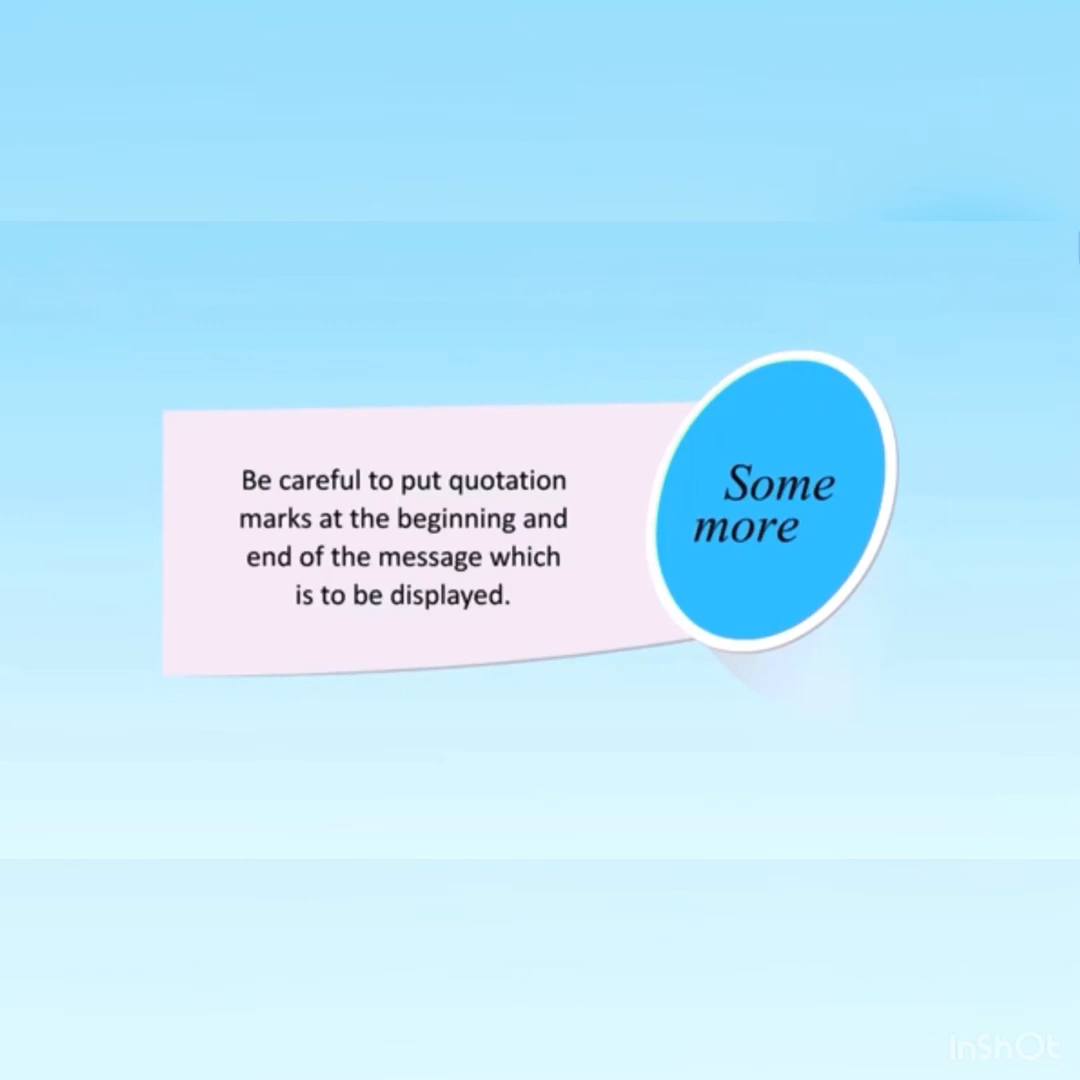 Be careful to put quotation
marks at the beginning and
end of the message which
is to be displayed.
Some
more
InShOt